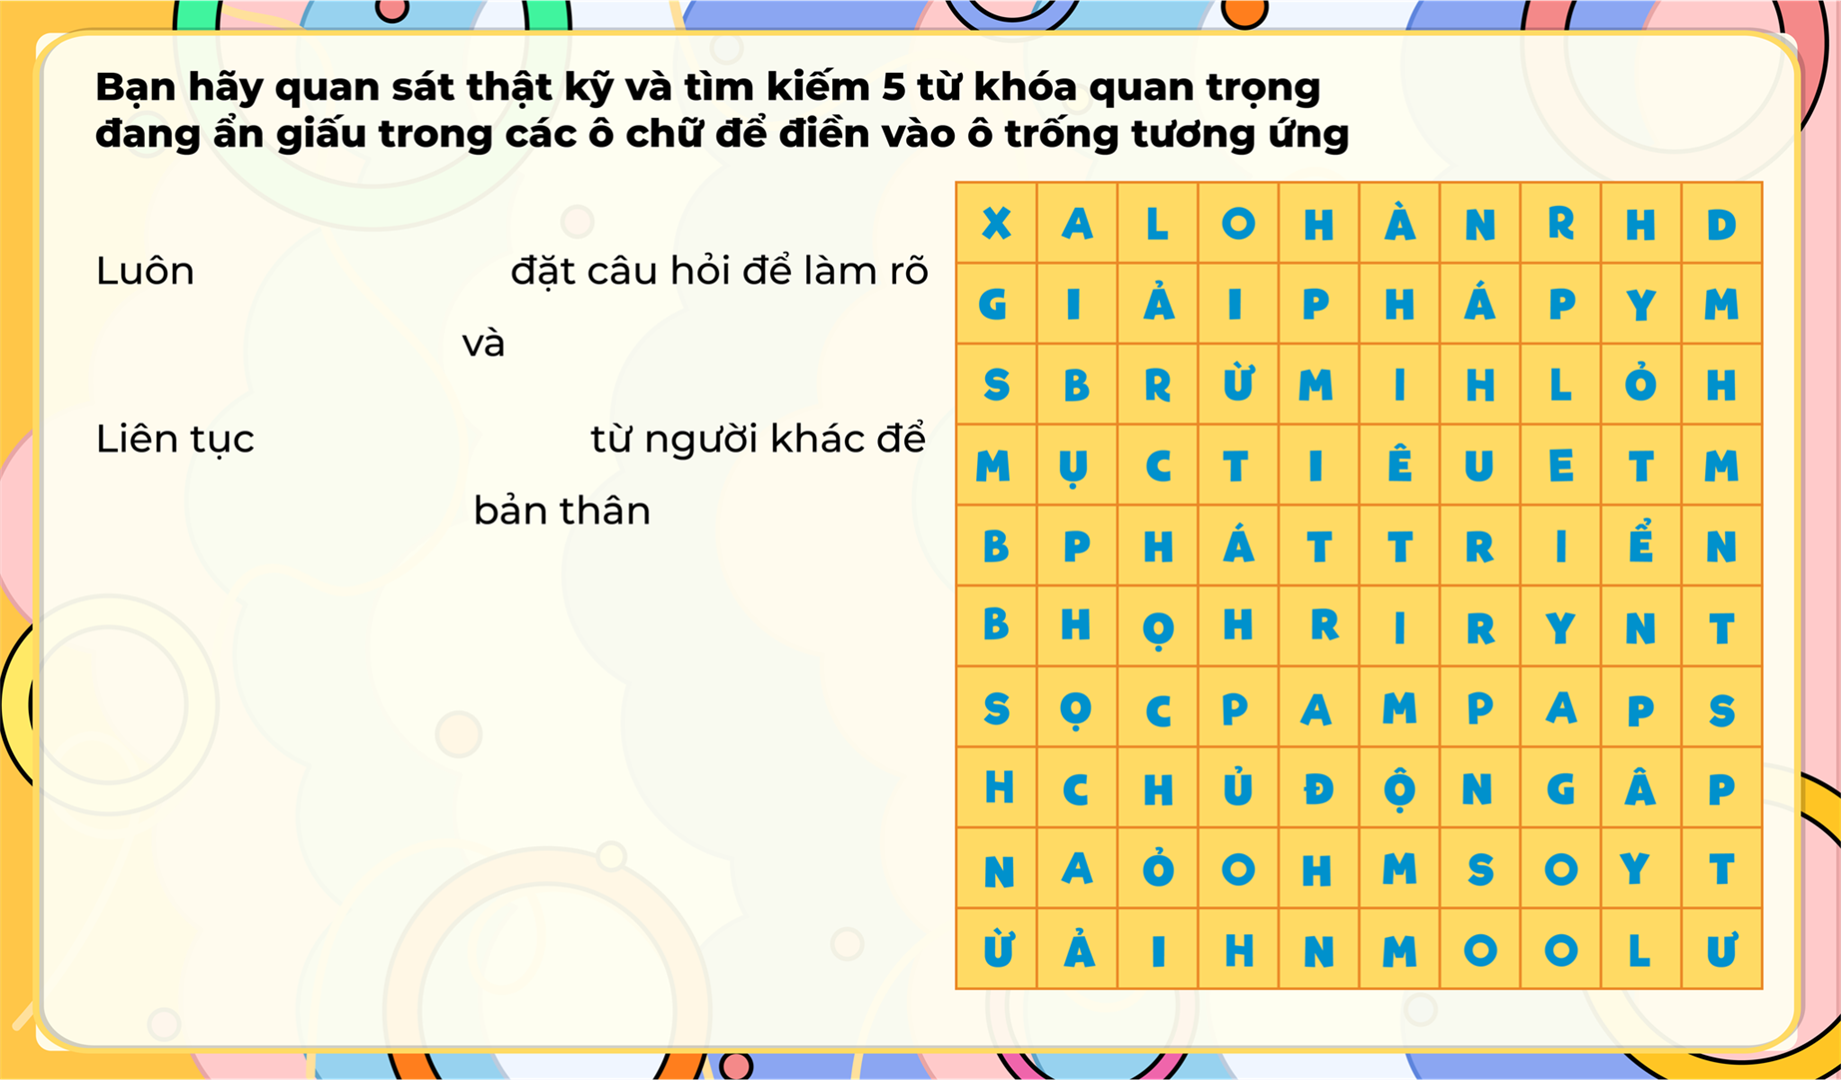 Bạn hãy quan sát thật kỹ và tìm kiếm 5 từ khóa quan trọng
đang ẩn giấu trong các ô chữ để điền vào ô trống tương ứng
Luôn đặt câu hỏi để làm rõ
và
Liên tục từ người khác để
bản thân
X A L O H À N R H D
G I Ả I P H Á P Y M
S B R Ừ M I H L Ỏ H
M Ụ C T I Ê U E T M
B P H Á T T R I Ể N
B H Ọ H R I R Y N T
S Ọ C P A M P A P S
H C H Ủ Đ Ộ N G Â P
N A Ỏ O H M S O Y T
Ừ Ả I H N M O O L Ư